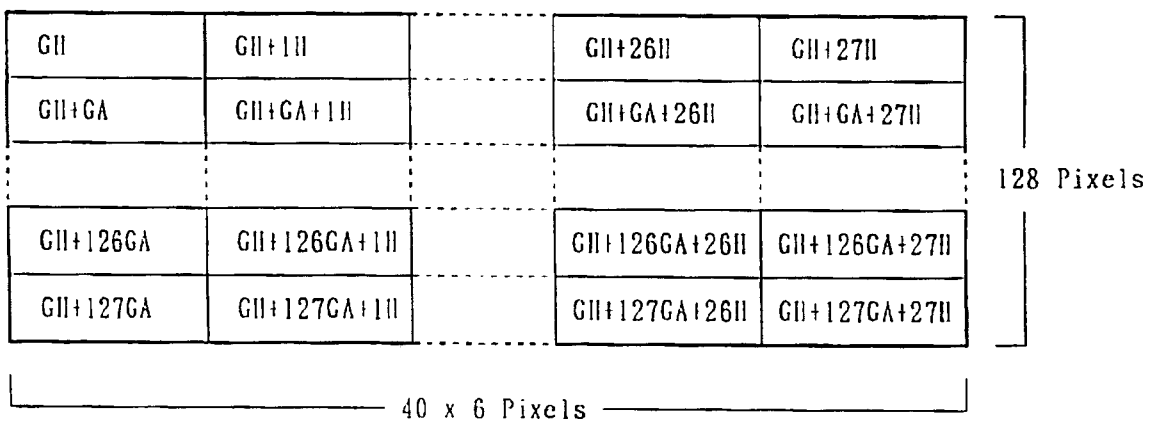 GH GH+1H GH+26H GH+27H
GH+GA GH+GA+1H GH+GA+26H GH+GA+27H
128 Pixels
GH+126GA GH+126GA+1H GH+126GA+26H GH+126GA+27H
GH+127GA GH+127GA+1H GH+127GA+26H GH+127GA+27H
40 x 6 Pixels